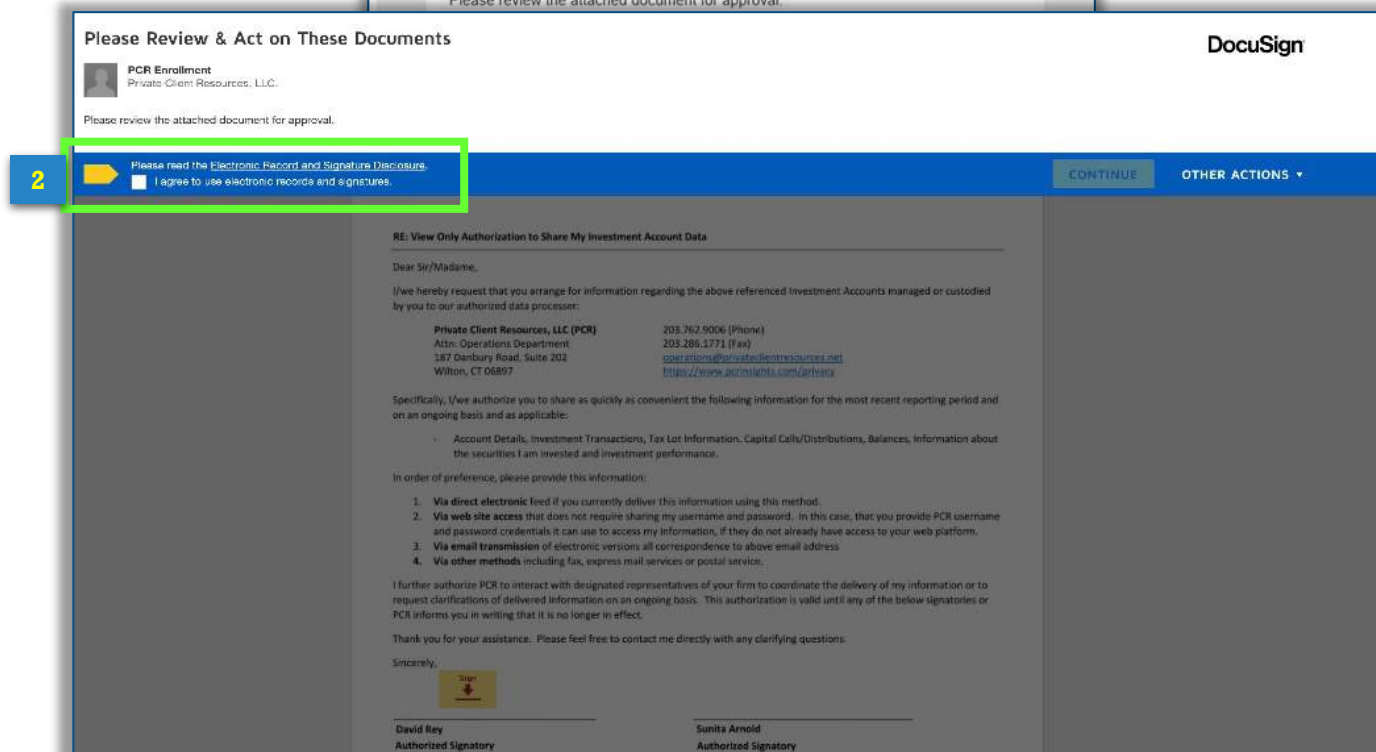 Please review the attached document for approval.
Please Review & Act on These Documents
DocuSign
PCR Enrollment
Private Client Resources, LLC.
Please review the attached document for approval.
2
Please read the Electronic Record and Signature Disclosure.
I agree to use electronic records and signatures.
CONTINUE
OTHER ACTIONS
RE: View Only Authorization to Share My Investment Account Data
Dear Sir/Madame,
I/we hereby request that you arrange for information regarding the above referenced Investment Accounts managed or custodied
by you to our authorized data processer:
Private Client Resources, LLC (PCR) 203.762.9006 (Phone)
Attn: Operations Department 203.286.1771 (Fax)
187 Danbury Road, Suite 202 operations@privateclientresources.net
Wilton, CT 06897 https://www.pcrinsights.com/privacy
Specifically, I/we authorize you to share as quickly as convenient the following information for the most recent reporting period and
on an ongoing basis and as applicable:
- Account Details, Investment Transactions, Tax Lot Information. Capital Calls/Distributions, Balances, Information about
the securities I am invested and investment performance.
In order of preference, please provide this information:
1. Via direct electronic feed if you currently deliver this information using this method.
2. Via web site access that does not require sharing my username and password. In this case, that you provide PCR username
and password credentials it can use to access my information, if they do not already have access to your web platform.
3. Via email transmission of electronic versions all correspondence to above email address
4. Via other methods including fax, express mail services or postal service.
I further authorize PCR to interact with designated representatives of your firm to coordinate the delivery of my information or to
request clarifications of delivered information on an ongoing basis. This authorization is valid until any of the below signatories or
PCR informs you in writing that it is no longer in effect.
Thank you for your assistance. Please feel free to contact me directly with any clarifying questions.
Sincerely,
Sign
David Rey Sunita Arnold
Authorized Signatory Authorized Signatory